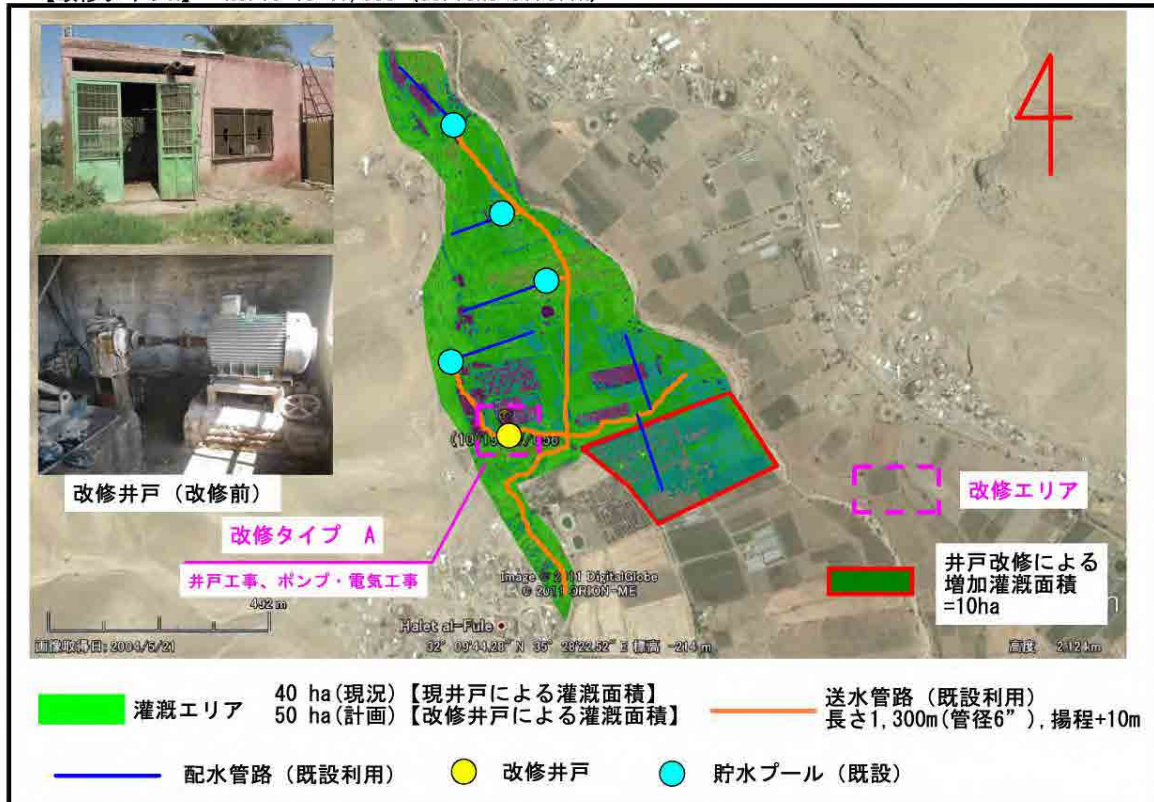 改修井戸 (改修前)
改修タイプ A
井戸工事、ポンプ・電気工事
改修エリア
井戸改修による
増加灌漑面積
=10ha
Image © 2011 DigitalGlobe
© 2011 ORION-ME
492 m
Halet al-Fule
画像取得日: 2004/5/21
32° 09'44.28" N 35° 28'22.52" E 標高 -214 m
高度 2.12 km
灌漑エリア
40 ha(現況)【現井戸による灌漑面積】
50 ha(計画)【改修井戸による灌漑面積】
送水管路 (既設利用)
長さ1,300m(管径6”), 揚程+10m
配水管路 (既設利用)
改修井戸
貯水プール (既設)